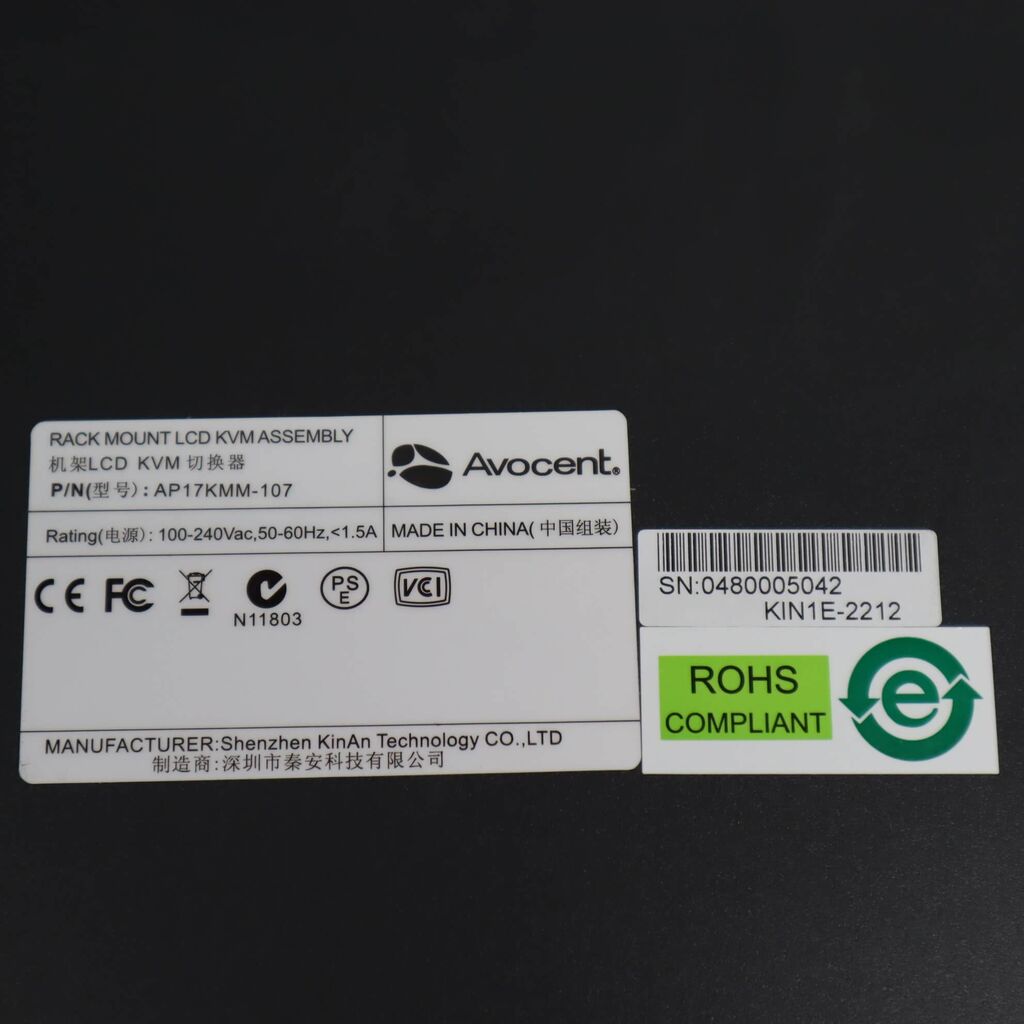 RACK MOUNT LCD KVM ASSEMBLY
机架LCD KVM 切换器
P/N(型号): AP17KMM-107
Avocent®
Rating(电源): 100-240Vac,50-60Hz,<1.5A
MADE IN CHINA( 中国组装)
CE FC N11803 PSE VCI
MANUFACTURER:Shenzhen KinAn Technology CO.,LTD
制造商:深圳市秦安科技有限公司
SN:0480005042
KIN1E-2212
ROHS
COMPLIANT
e